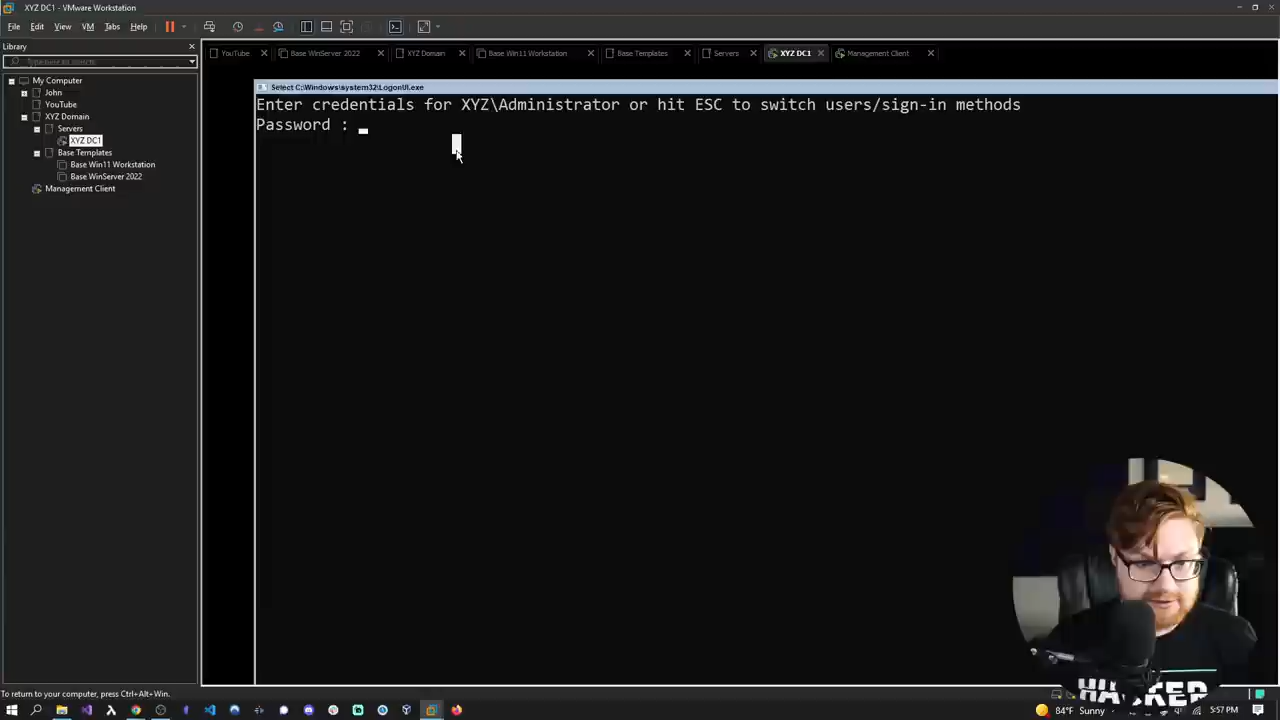 XYZ DC1 - VMware Workstation
File Edit View VM Tabs Help
Library
My Computer
John
YouTube
XYZ Domain
Servers
XYZ DC1
Base Templates
Base Win11 Workstation
Base WinServer 2022
Management Client
YouTube Base WinServer 2022 XYZ Domain Base Win11 Workstation Base Templates Servers XYZ DC1 Management Client
Select C:\Windows\system32\LogonUI.exe
Enter credentials for XYZ\Administrator or hit ESC to switch users/sign-in methods
Password :
HACKER
To return to your computer, press Ctrl+Alt+Win.
84°F Sunny 5:57 PM